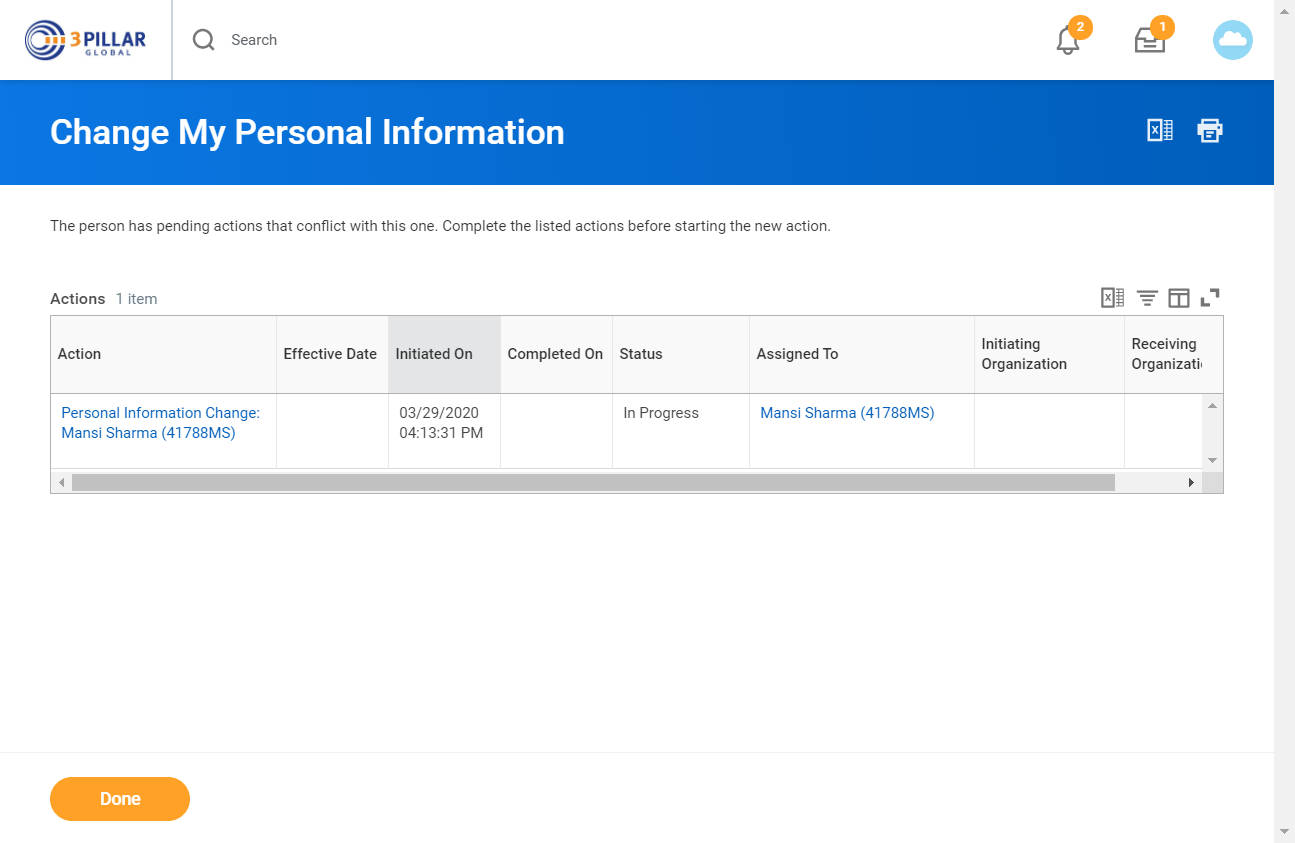 3PILLAR
GLOBAL
Search
2
1
Change My Personal Information
The person has pending actions that conflict with this one. Complete the listed actions before starting the new action.
Actions 1 item
Action
Effective Date
Initiated On
Completed On
Status
Assigned To
Initiating
Organization
Receiving
Organizati
Personal Information Change:
Mansi Sharma (41788MS)
03/29/2020
04:13:31 PM
In Progress
Mansi Sharma (41788MS)
Done